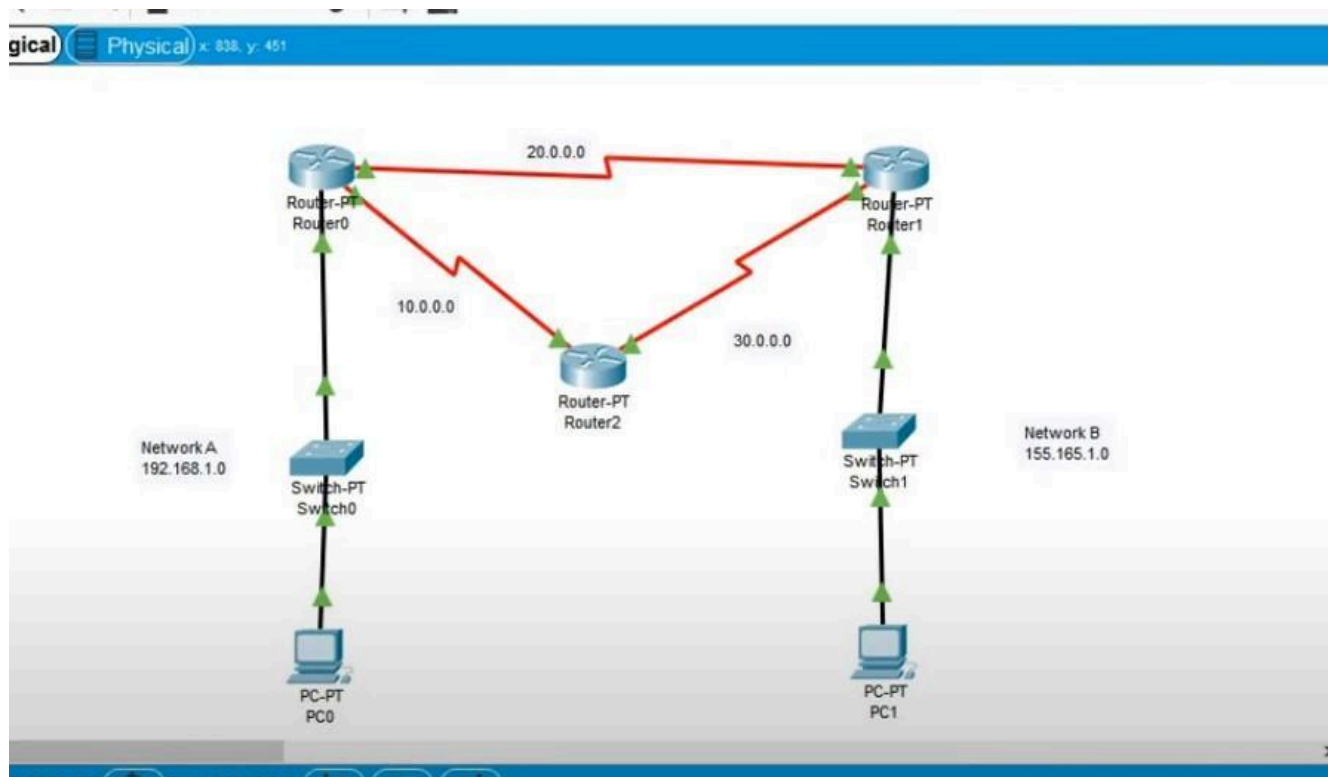 gical
Physical x: 838, y: 451
20.0.0.0
Router-PT
Router0
Router-PT
Router1
10.0.0.0
30.0.0.0
Router-PT
Router2
Network A
192.168.1.0
Switch-PT
Switch0
Switch-PT
Switch1
Network B
155.165.1.0
PC-PT
PC0
PC-PT
PC1